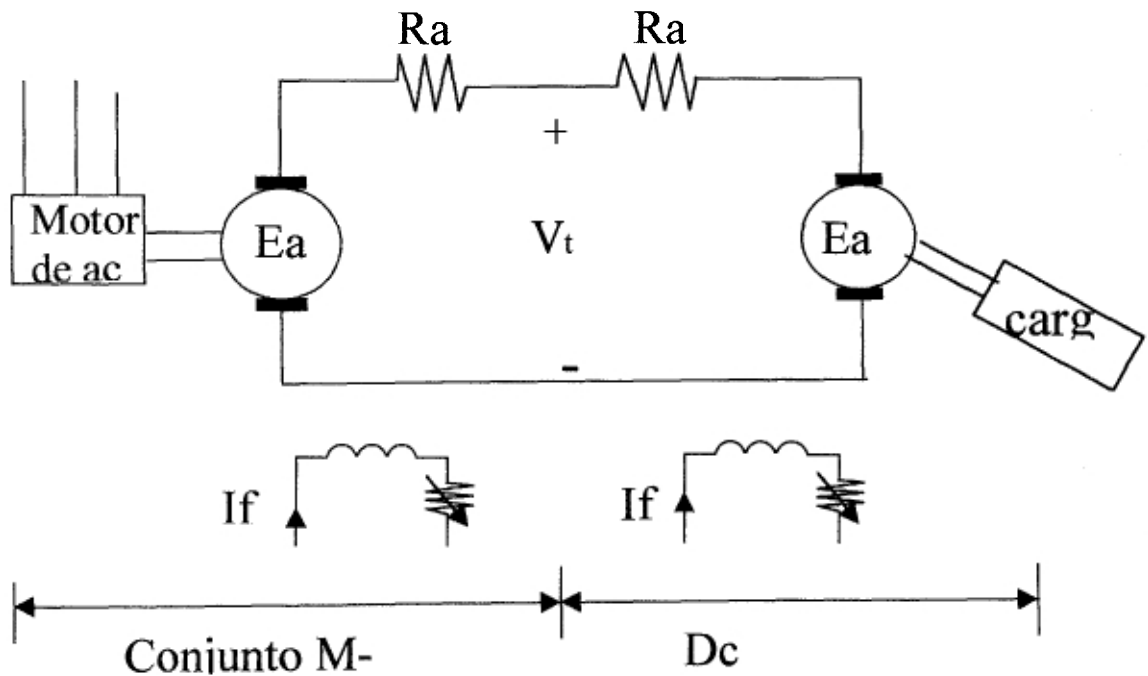 Ra
Ra
+
Motor
de ac
Ea
Vt
Ea
carg
-
If
If
Conjunto M-
Dc